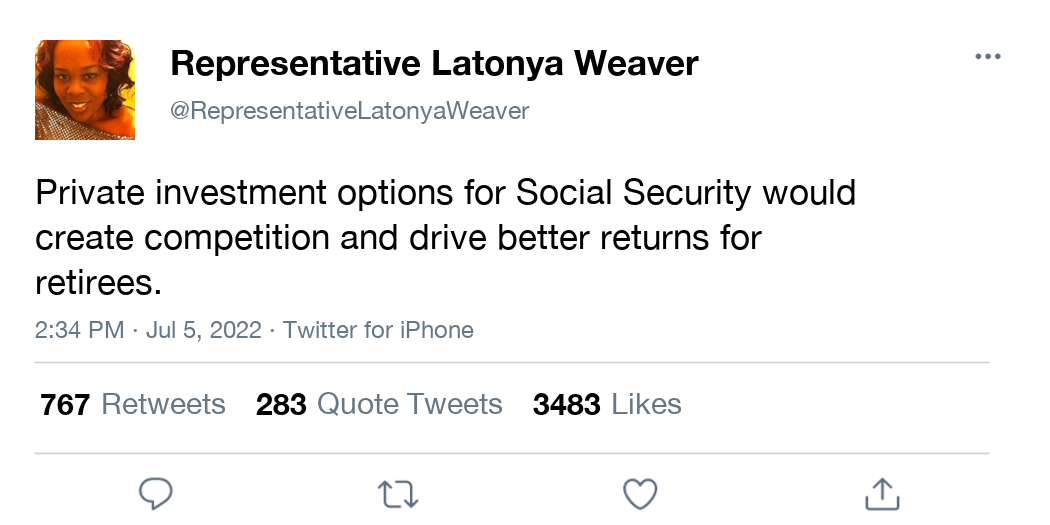 Representative Latonya Weaver
@RepresentativeLatonyaWeaver
Private investment options for Social Security would
create competition and drive better returns for
retirees.
2:34 PM · Jul 5, 2022 · Twitter for iPhone
767 Retweets 283 Quote Tweets 3483 Likes